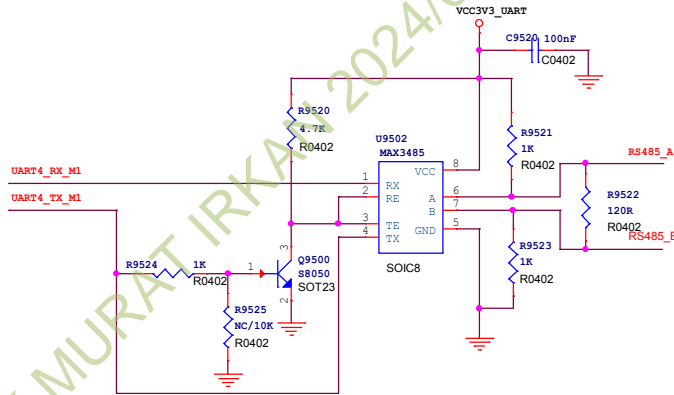 VCC3V3_UART
C9520 100nF
C0402
R9520
4.7K
R0402
U9502
MAX3485
R9521
1K
R0402
RS485_A
UART4_RX_M1
1
RX
VCC
8
2
RE
A
6
R9522
120R
R0402
UART4_TX_M1
B
7
3
TE
4
TX
GND
5
RS485_B
SOIC8
R9523
1K
R0402
3
Q9500
S8050
SOT23
R9524
1K
R0402
1
2
R9525
NC/10K
R0402
MURAT IRKAN 2024/